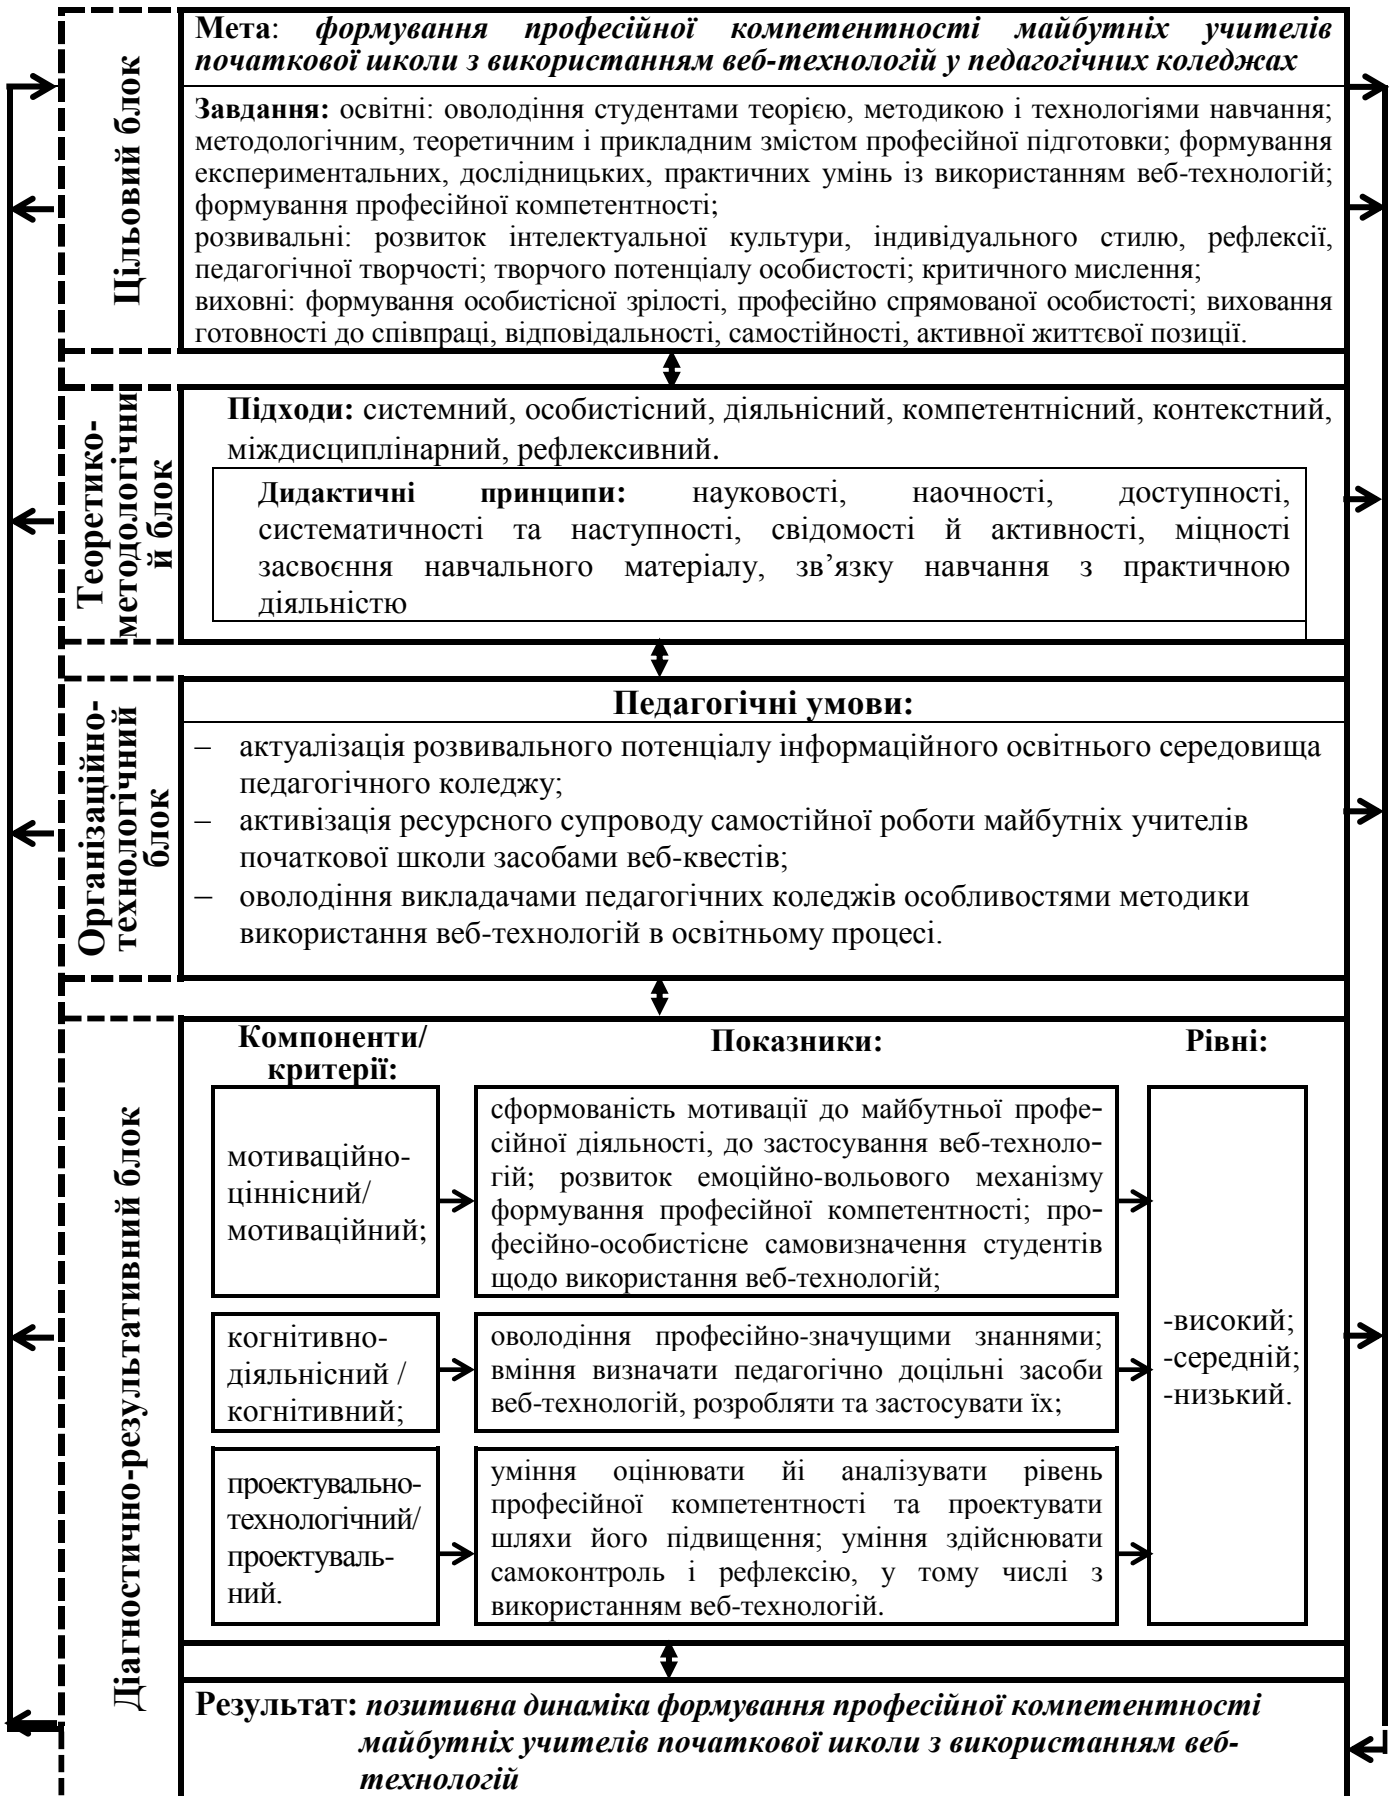 Цільовий блок
Мета: формування професійної компетентності майбутніх учителів
початкової школи з використанням веб-технологій у педагогічних коледжах
Завдання: освітні: оволодіння студентами теорією, методикою і технологіями навчання;
методологічним, теоретичним і прикладним змістом професійної підготовки; формування
експериментальних, дослідницьких, практичних умінь із використанням веб-технологій;
формування професійної компетентності;
розвивальні: розвиток інтелектуальної культури, індивідуального стилю, рефлексії,
педагогічної творчості; творчого потенціалу особистості; критичного мислення;
виховні: формування особистісної зрілості, професійно спрямованої особистості; виховання
готовності до співпраці, відповідальності, самостійності, активної життєвої позиції.
Теоретико-
методологічни
й блок
Підходи: системний, особистісний, діяльнісний, компетентнісний, контекстний,
міждисциплінарний, рефлексивний.
Дидактичні принципи: науковості, наочності, доступності,
систематичності та наступності, свідомості й активності, міцності
засвоєння навчального матеріалу, зв’язку навчання з практичною
діяльністю
Організаційно-
технологічний
блок
Педагогічні умови:
– актуалізація розвивального потенціалу інформаційного освітнього середовища
педагогічного коледжу;
– активізація ресурсного супроводу самостійної роботи майбутніх учителів
початкової школи засобами веб-квестів;
– оволодіння викладачами педагогічних коледжів особливостями методики
використання веб-технологій в освітньому процесі.
Діагностично-результативний блок
Компоненти/
критерії:
Показники:
Рівні:
мотиваційно-
ціннісний/
мотиваційний;
сформованість мотивації до майбутньої профе-
сійної діяльності, до застосування веб-техноло-
гій; розвиток емоційно-вольового механізму
формування професійної компетентності; про-
фесійно-особистісне самовизначення студентів
щодо використання веб-технологій;
когнітивно-
діяльнісний /
когнітивний;
оволодіння професійно-значущими знаннями;
вміння визначати педагогічно доцільні засоби
веб-технологій, розробляти та застосувати їх;
проектувально-
технологічний/
проектуваль-
ний.
уміння оцінювати йі аналізувати рівень
професійної компетентності та проектувати
шляхи його підвищення; уміння здійснювати
самоконтроль і рефлексію, у тому числі з
використанням веб-технологій.
-високий;
-середній;
-низький.
Результат: позитивна динаміка формування професійної компетентності
майбутніх учителів початкової школи з використанням веб-
технологій